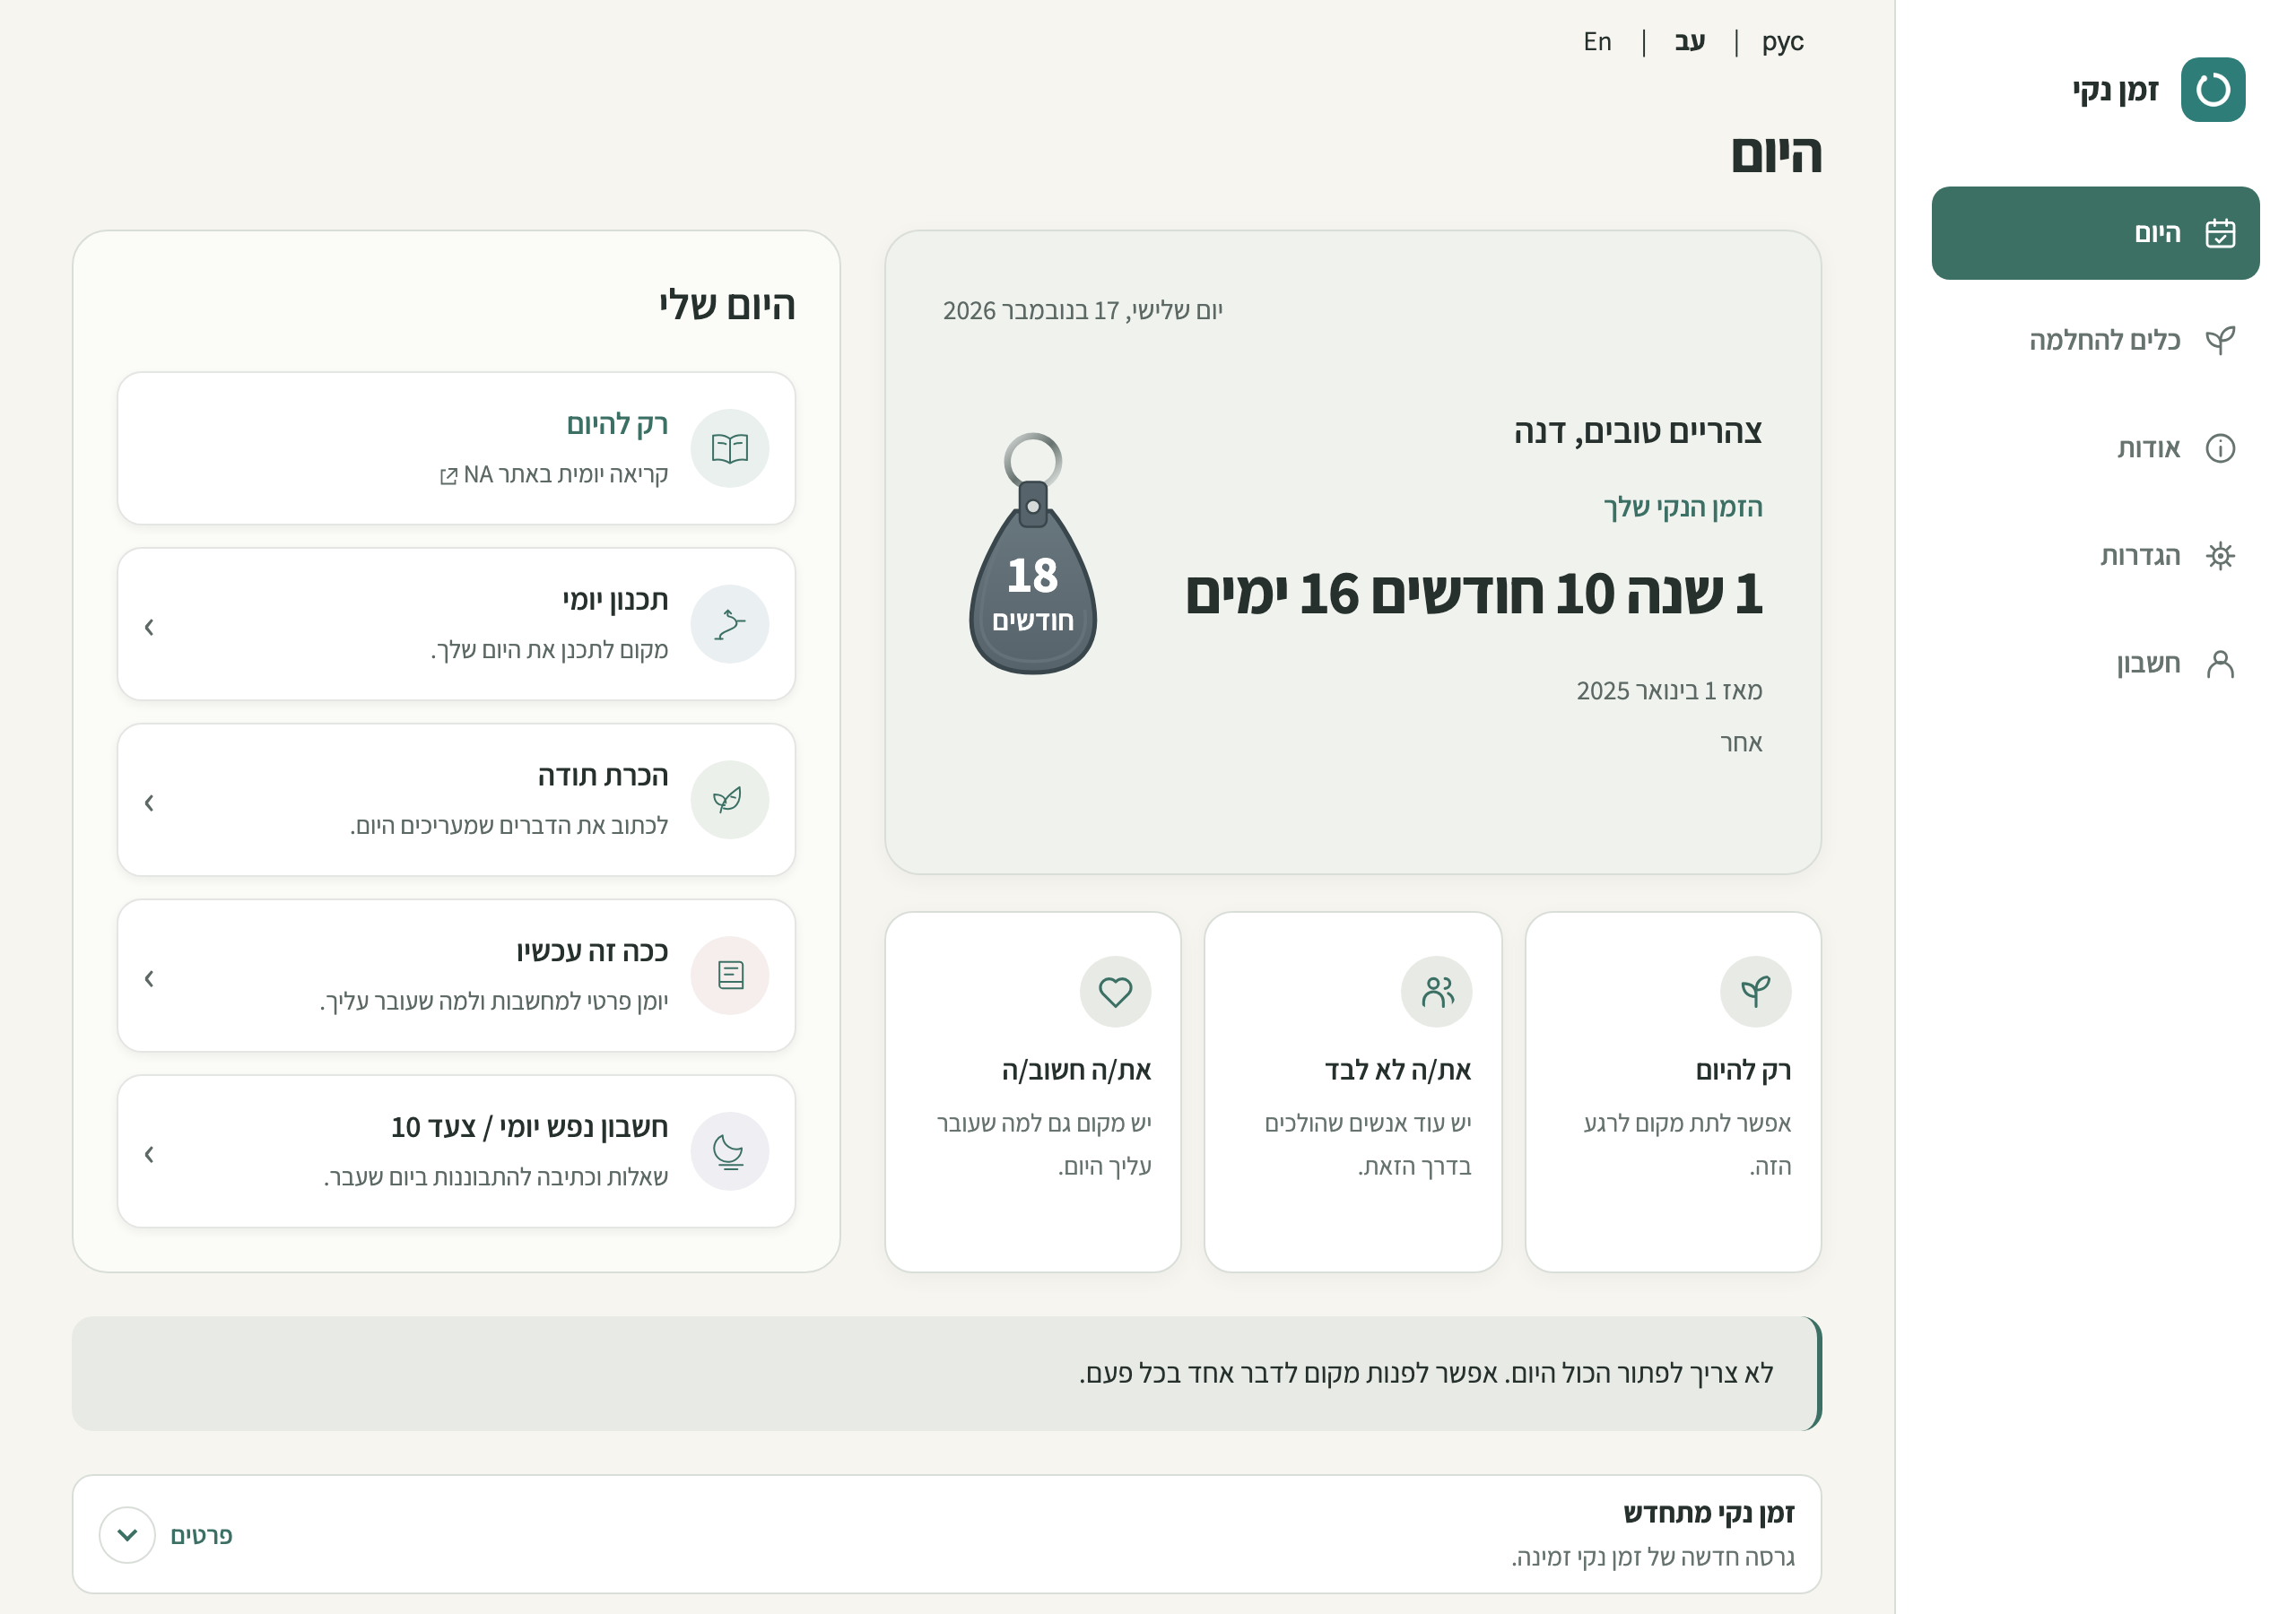 זמן נקי
היום
כלים להחלמה
אודות
הגדרות
חשבון
рус | עב | En
היום
יום שלישי, 17 בנובמבר 2026
צהריים טובים, דנה
הזמן הנקי שלך
1 שנה 10 חודשים 16 ימים
מאז 1 בינואר 2025
אחר
18
חודשים
רק להיום
אפשר לתת מקום לרגע
הזה.
את/ה לא לבד
יש עוד אנשים שהולכים
בדרך הזאת.
את/ה חשוב/ה
יש מקום גם למה שעובר
עליך היום.
היום שלי
רק להיום
קריאה יומית באתר NA
תכנון יומי
מקום לתכנן את היום שלך.
הכרת תודה
לכתוב את הדברים שמעריכים היום.
ככה זה עכשיו
יומן פרטי למחשבות ולמה שעובר עליך.
חשבון נפש יומי / צעד 10
שאלות וכתיבה להתבוננות ביום שעבר.
לא צריך לפתור הכול היום. אפשר לפנות מקום לדבר אחד בכל פעם.
זמן נקי מתחדש
גרסה חדשה של זמן נקי זמינה.
פרטים